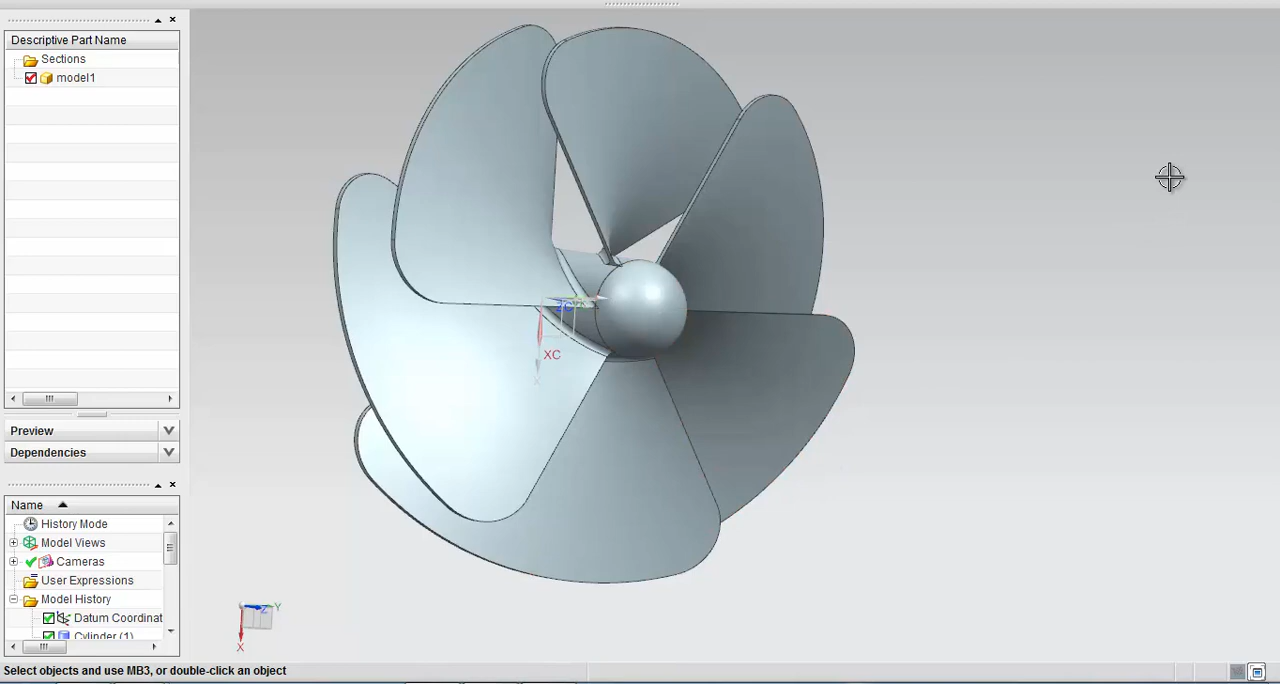 Descriptive Part Name
Sections
model1
Preview
Dependencies
Name
History Mode
Model Views
Cameras
User Expressions
Model History
Datum Coordinat
Cylinder (1)
XC
Y
X
Select objects and use MB3, or double-click an object